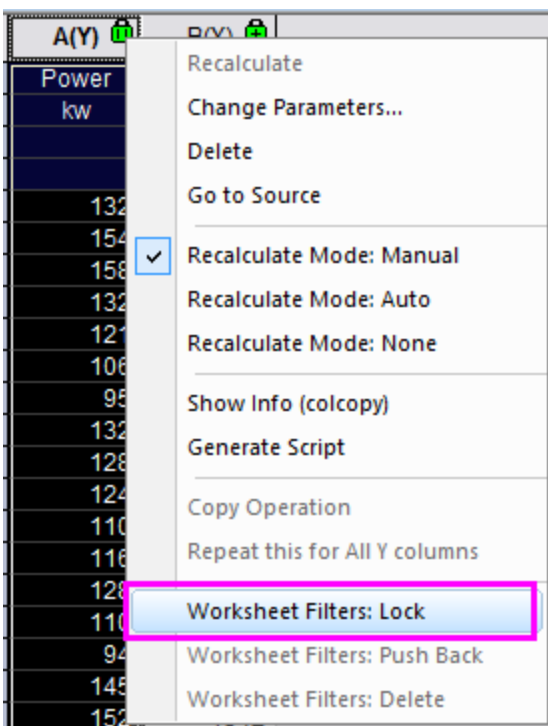 A(Y) B(Y)
Power
kw
132
154
158
132
121
106
95
132
128
124
110
116
128
110
94
145
152
Recalculate
Change Parameters...
Delete
Go to Source
Recalculate Mode: Manual
Recalculate Mode: Auto
Recalculate Mode: None
Show Info (colcopy)
Generate Script
Copy Operation
Repeat this for All Y columns
Worksheet Filters: Lock
Worksheet Filters: Push Back
Worksheet Filters: Delete